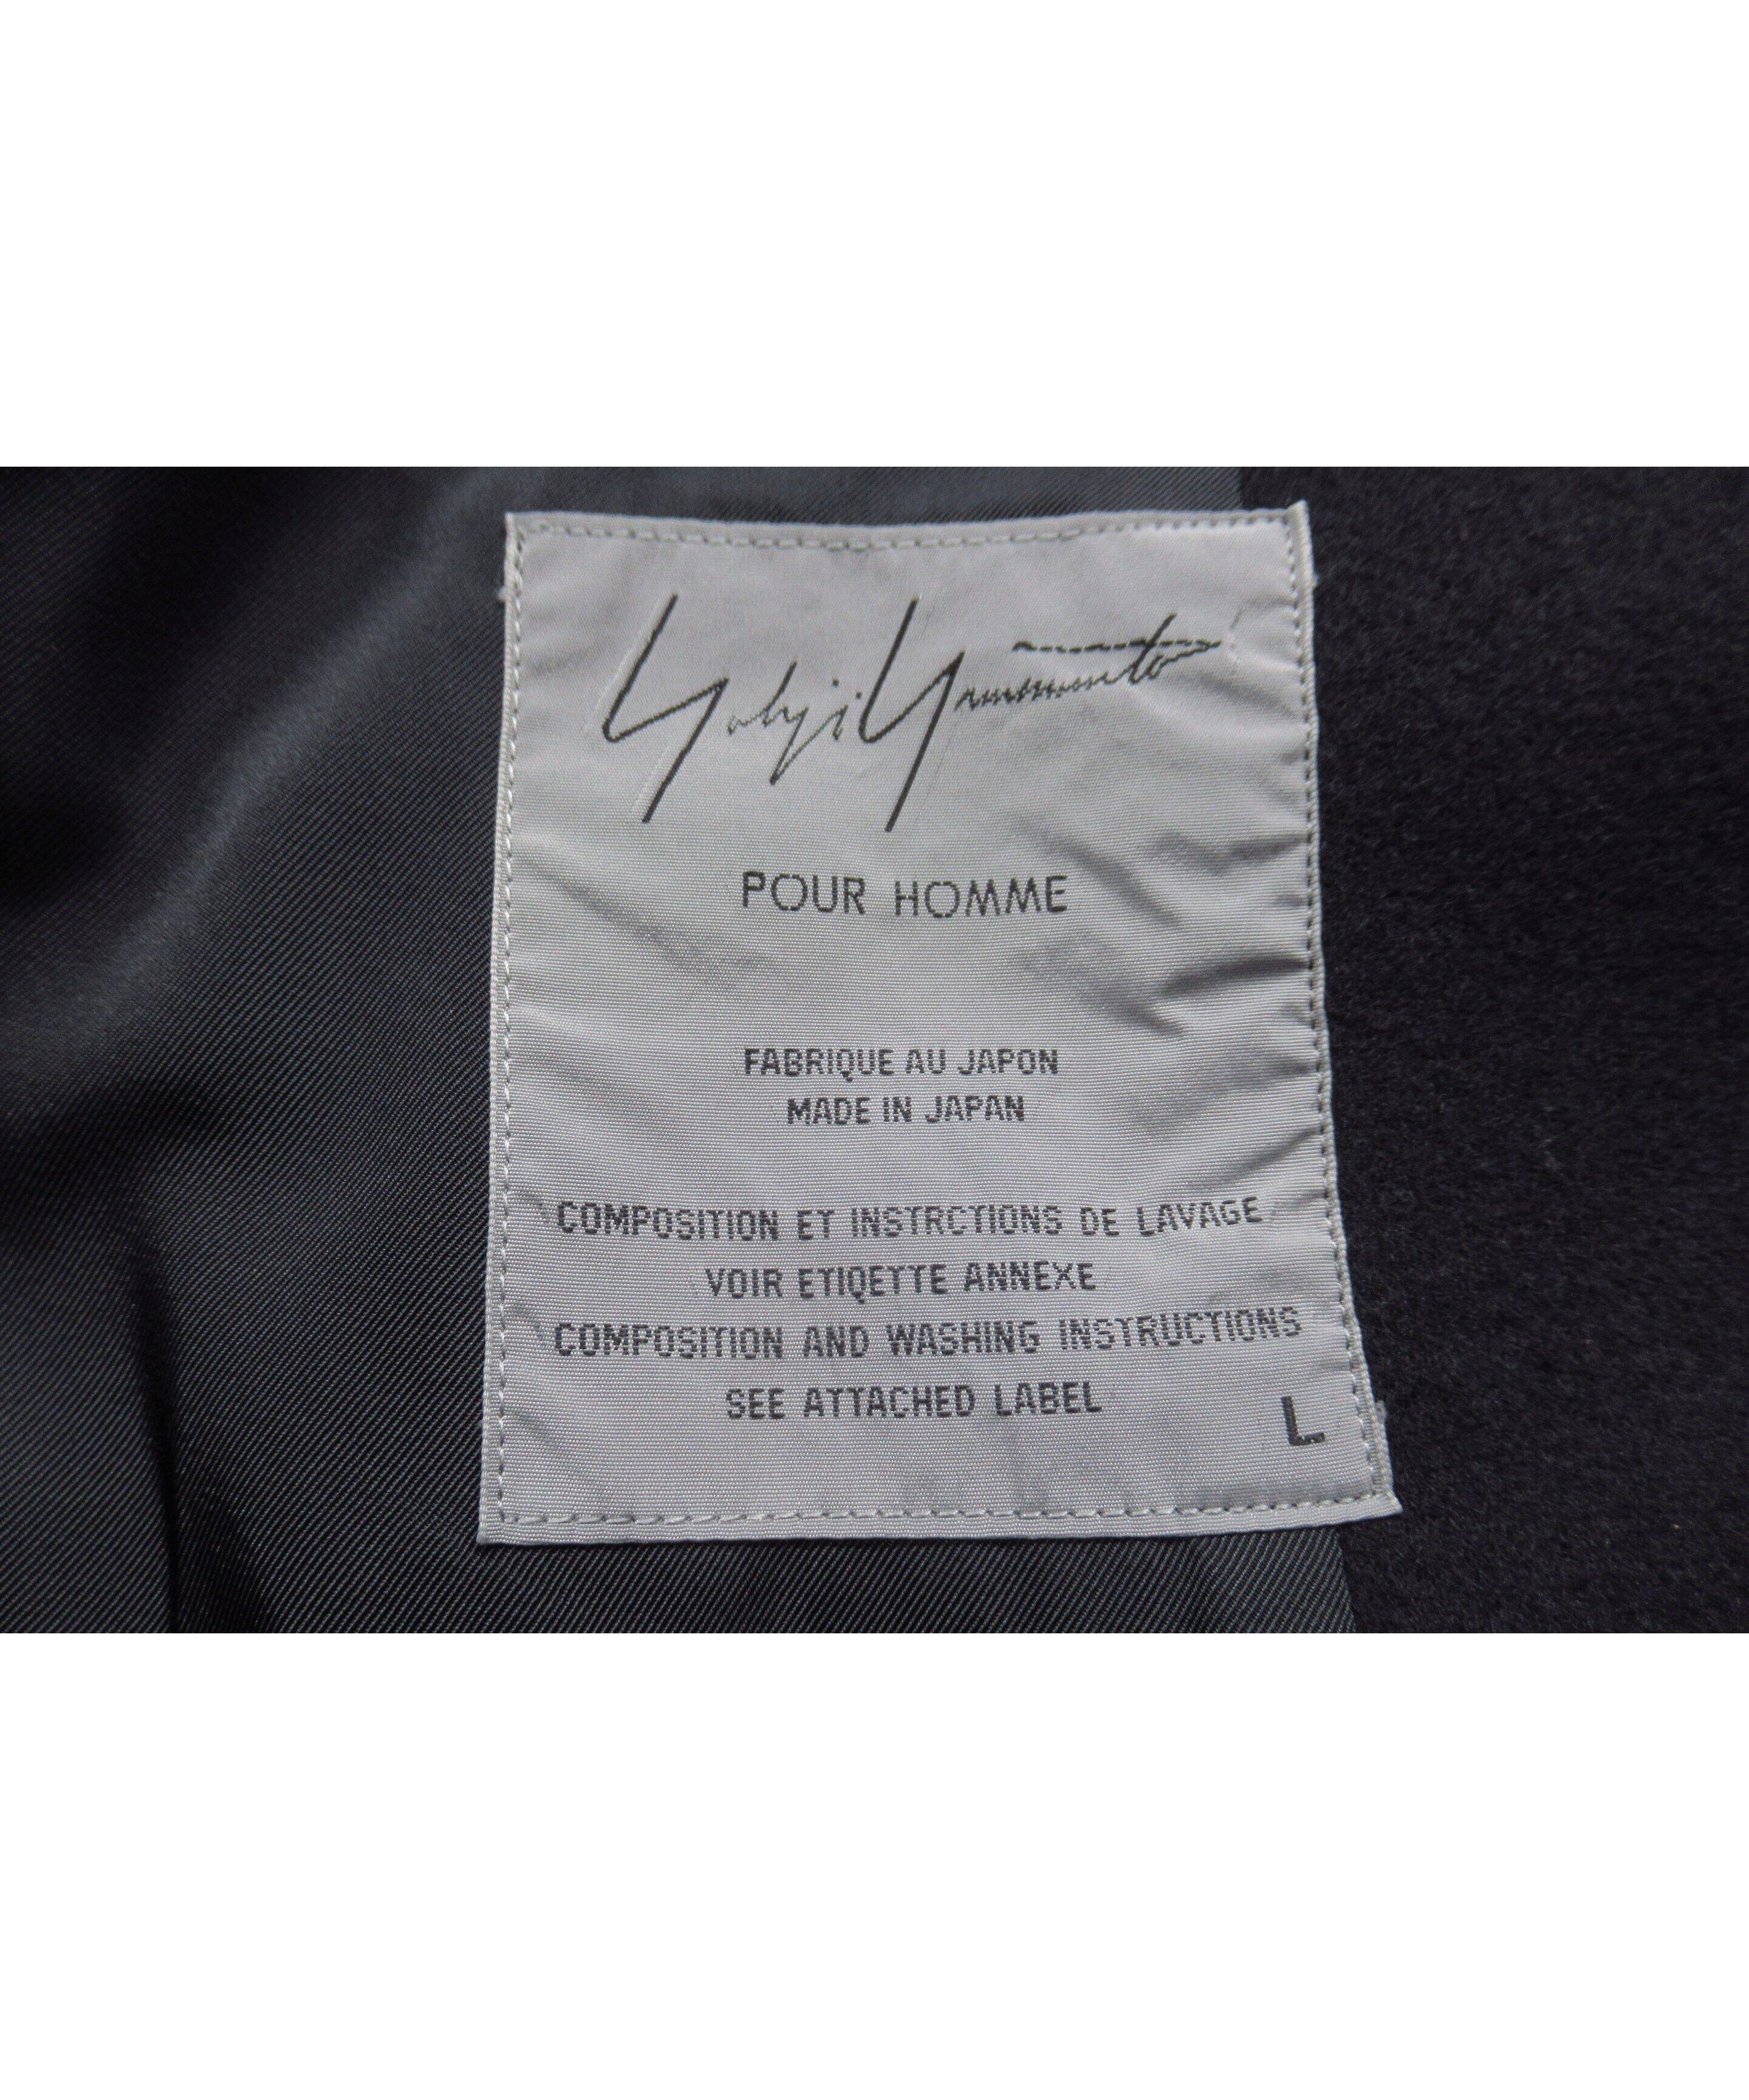 Yohji Yamamoto
POUR HOMME
FABRIQUE AU JAPON
MADE IN JAPAN
COMPOSITION ET INSTRCTIONS DE LAVAGE
VOIR ETIQETTE ANNEXE
COMPOSITION AND WASHING INSTRUCTIONS
SEE ATTACHED LABEL
L